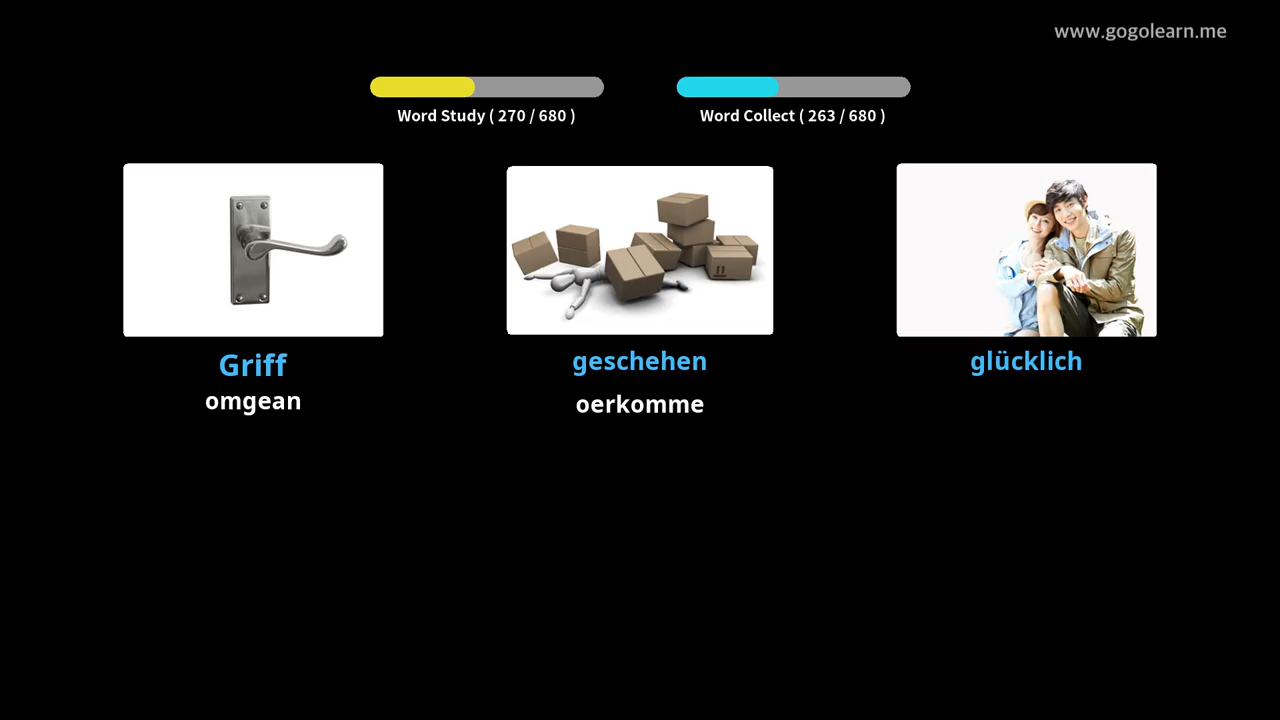 www.gogolearn.me
Word Study ( 270 / 680 )
Word Collect ( 263 / 680 )
Griff
geschehen
glücklich
omgean
oerkomme